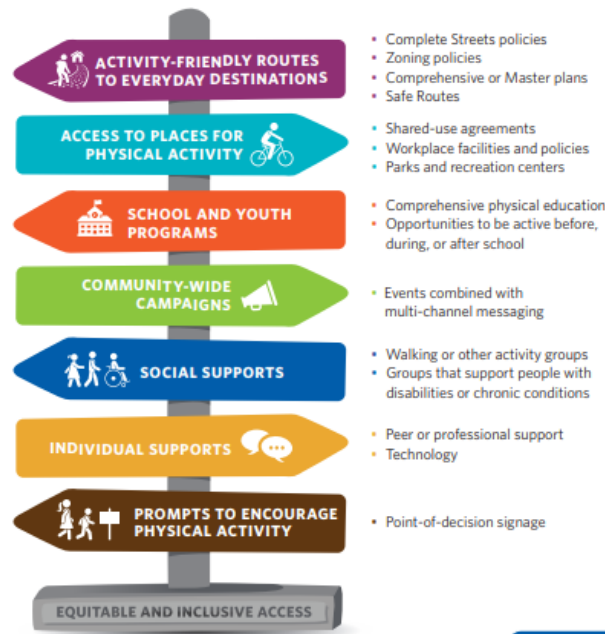 ACTIVITY-FRIENDLY ROUTES
TO EVERYDAY DESTINATIONS
• Complete Streets policies
• Zoning policies
• Comprehensive or Master plans
• Safe Routes
ACCESS TO PLACES FOR
PHYSICAL ACTIVITY
• Shared-use agreements
• Workplace facilities and policies
• Parks and recreation centers
SCHOOL AND YOUTH
PROGRAMS
• Comprehensive physical education
• Opportunities to be active before,
during, or after school
COMMUNITY-WIDE
CAMPAIGNS
• Events combined with
multi-channel messaging
SOCIAL SUPPORTS
• Walking or other activity groups
• Groups that support people with
disabilities or chronic conditions
INDIVIDUAL SUPPORTS
• Peer or professional support
• Technology
PROMPTS TO ENCOURAGE
PHYSICAL ACTIVITY
• Point-of-decision signage
EQUITABLE AND INCLUSIVE ACCESS